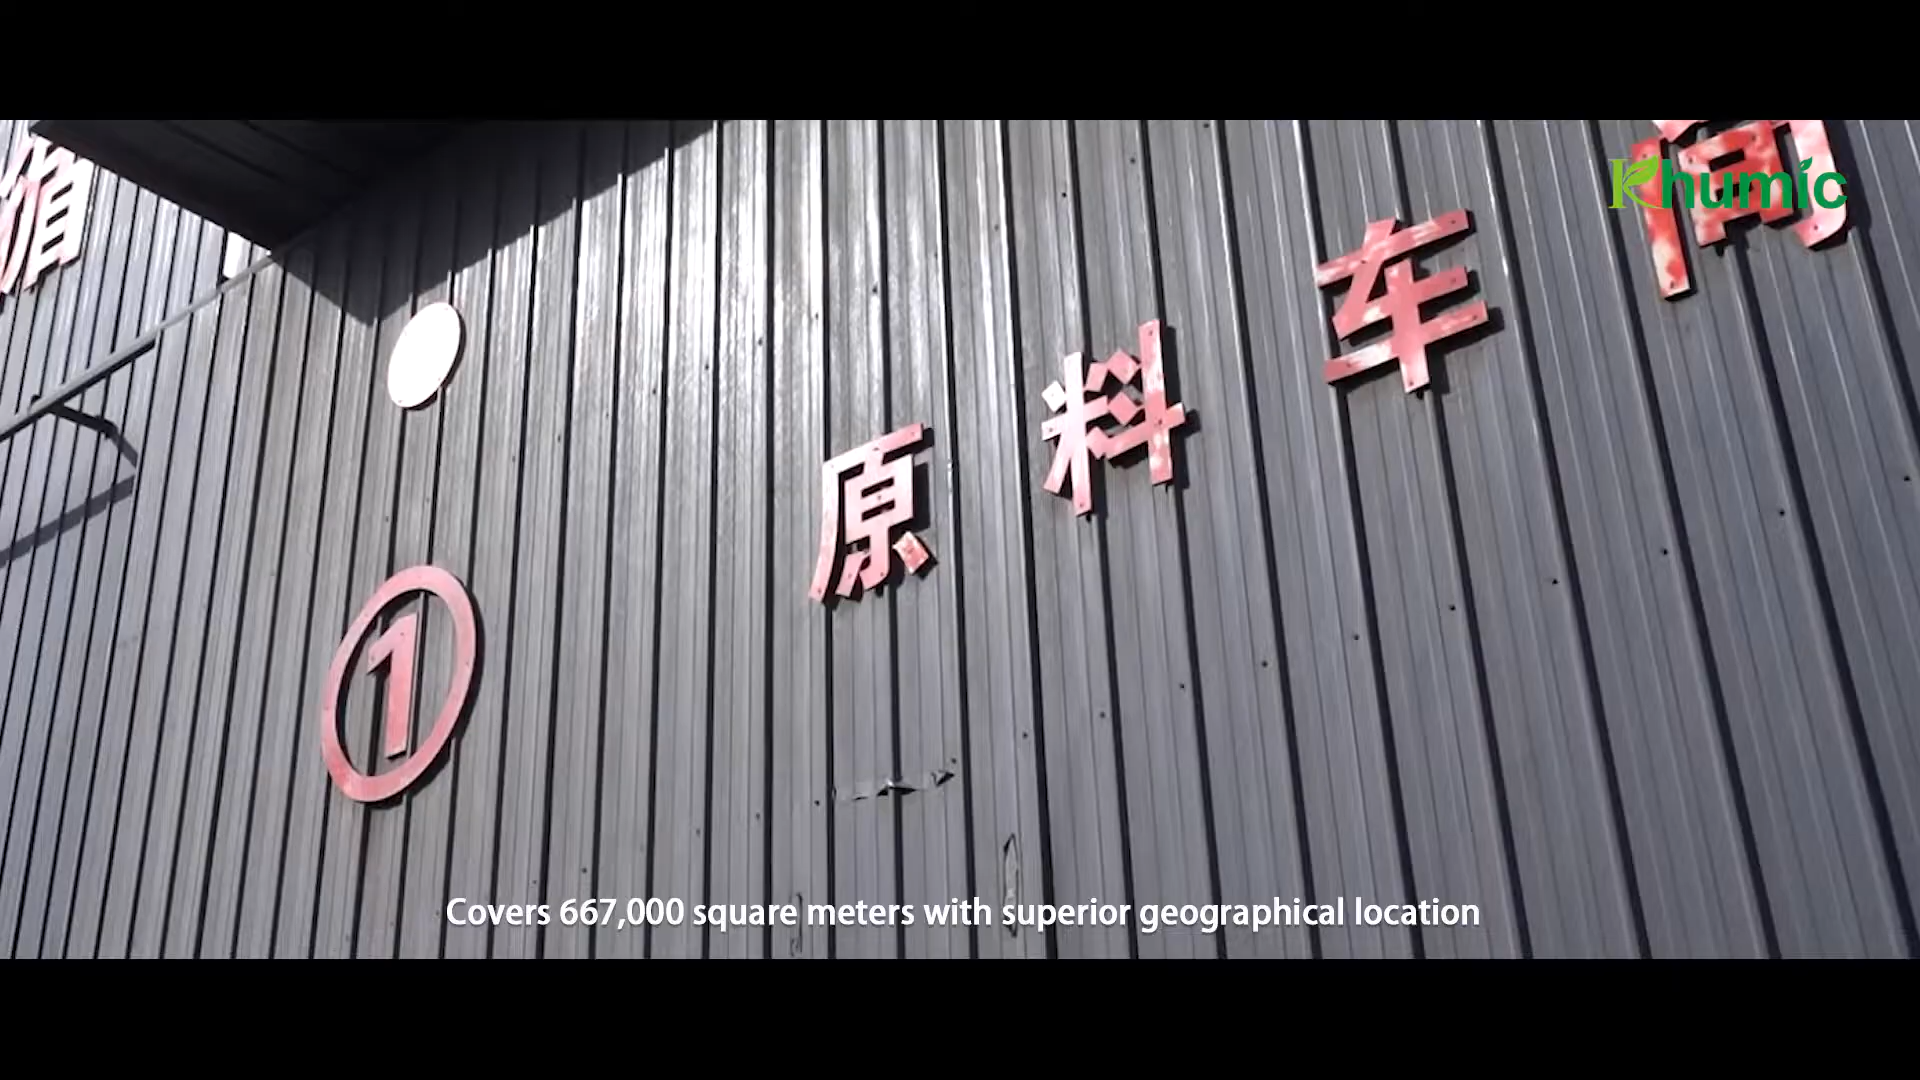 Khumic
①
原料车间
Covers 667,000 square meters with superior geographical location